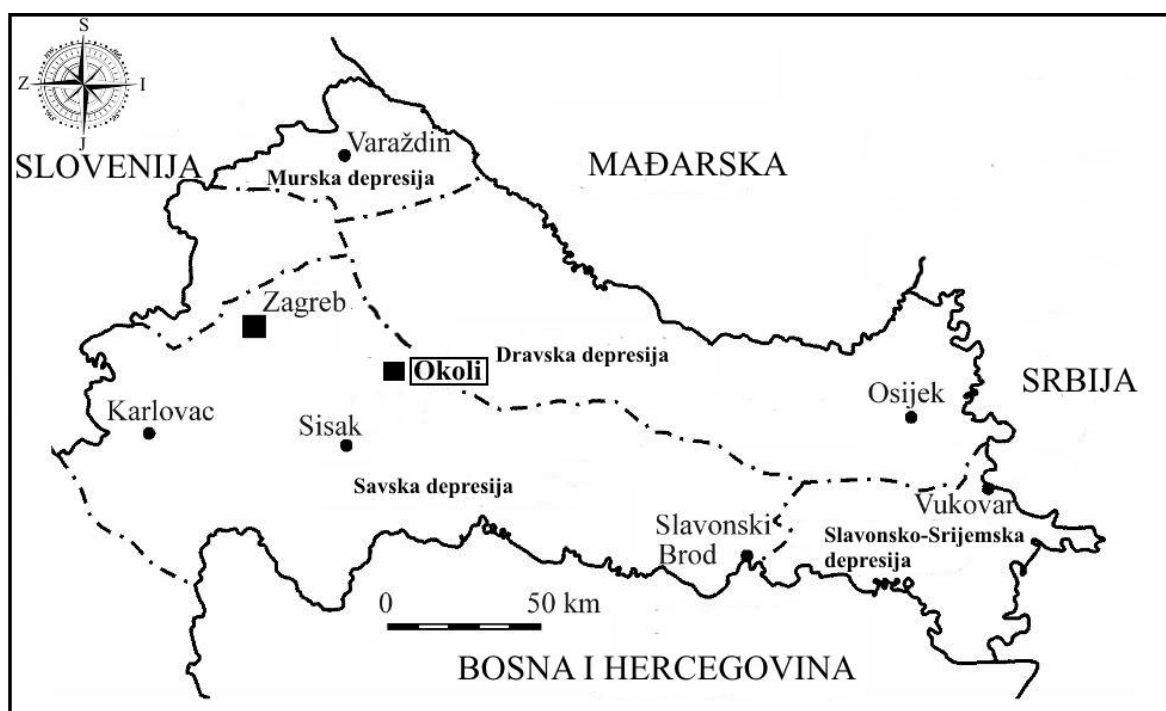 S
Z
I
J
SLOVENIJA
Varaždin
Murska depresija
MAĐARSKA
Zagreb
Okoli
Dravska depresija
SRBIJA
Osijek
Karlovac
Sisak
Savska depresija
Vukovar
Slavonski
Brod
Slavonsko-Srijemska
depresija
0
50 km
BOSNA I HERCEGOVINA